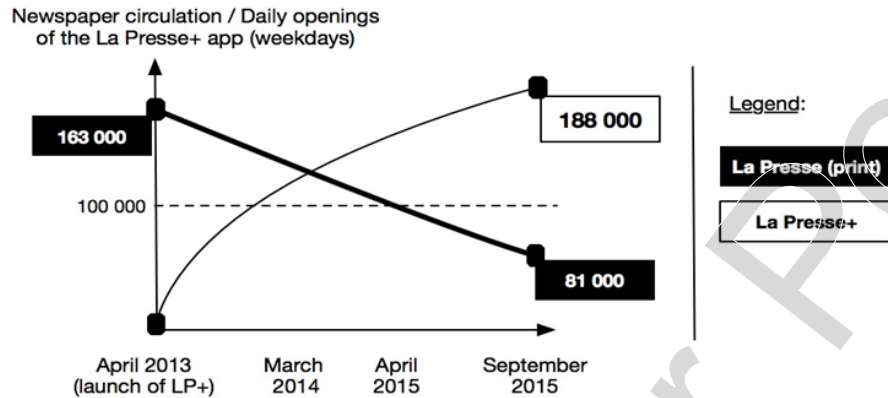 Newspaper circulation / Daily openings
of the La Presse+ app (weekdays)
163 000
188 000
100 000
81 000
April 2013
(launch of LP+)
March
2014
April
2015
September
2015
Legend:
La Presse (print)
La Presse+